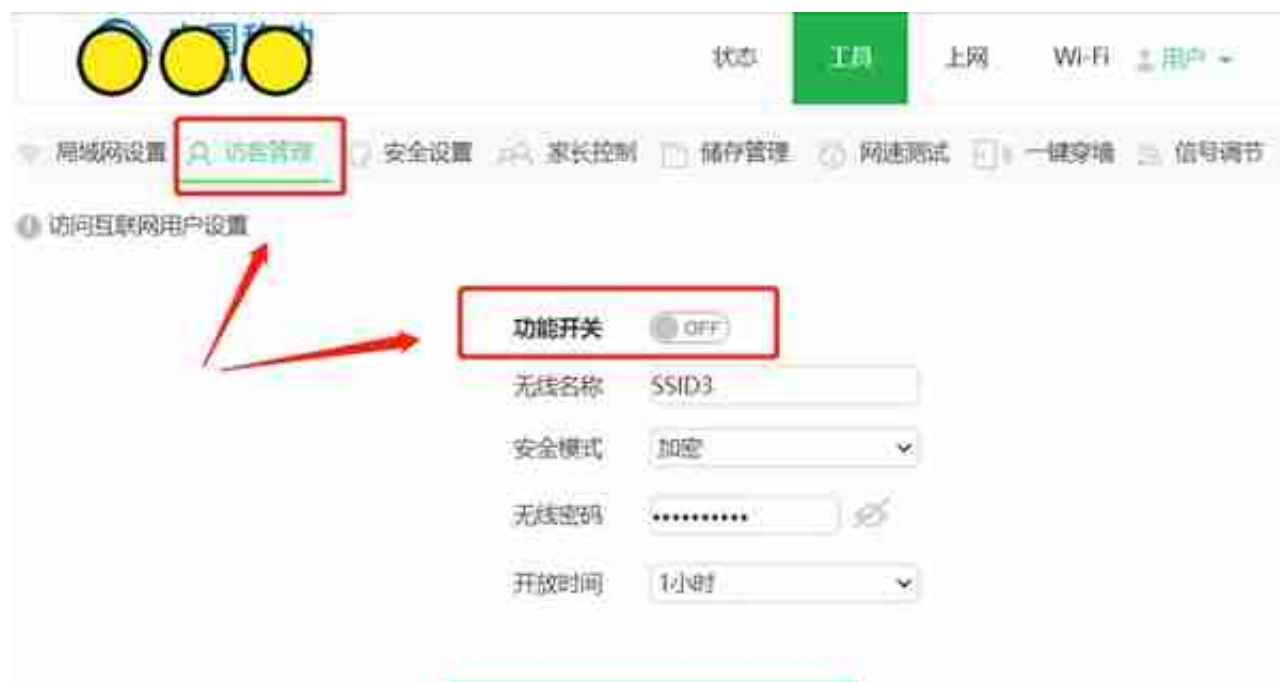 状态 工具 上网 Wi-Fi 用户
局域网设置 访客管理 安全设置 家长控制 储存管理 网速测试 一键穿墙 信号调节
访问互联网用户设置
功能开关 OFF
无线名称 SSID3
安全模式 加密
无线密码 ••••••••••
开放时间 1小时